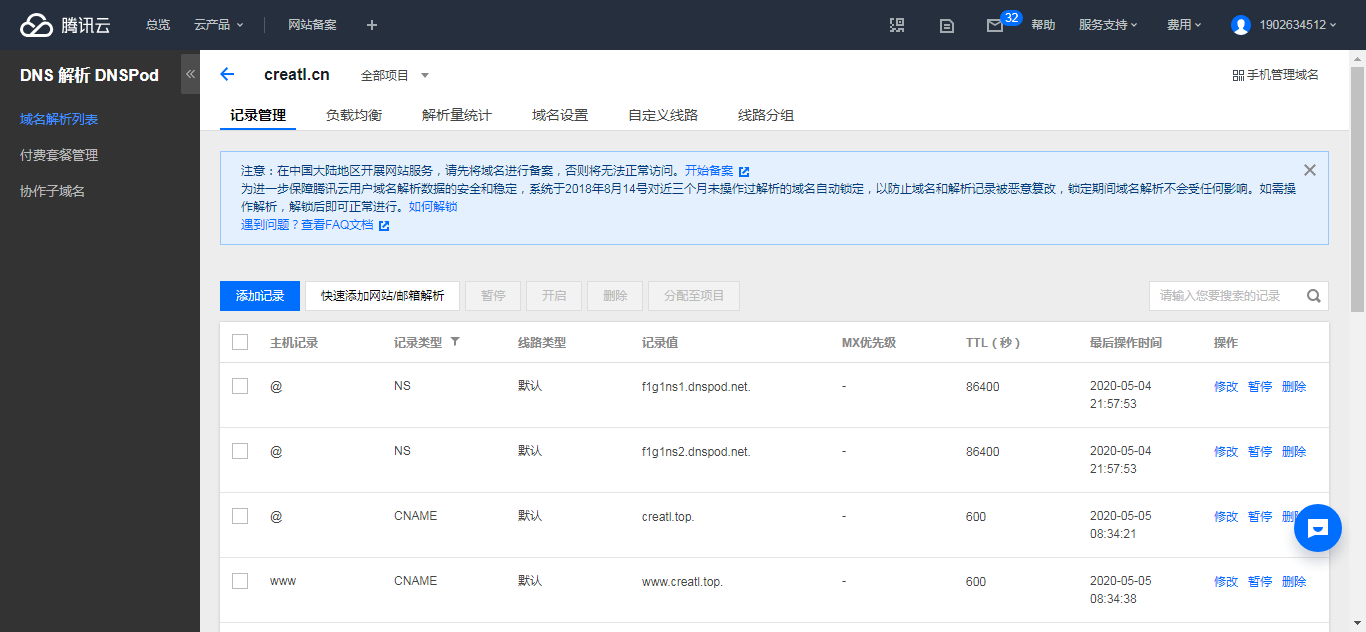 腾讯云 总览 云产品 网站备案 + 32 帮助 服务支持 费用 1902634512
DNS 解析 DNSPod
域名解析列表
付费套餐管理
协作子域名
creatl.cn 全部项目 手机管理域名
记录管理 负载均衡 解析量统计 域名设置 自定义线路 线路分组
注意：在中国大陆地区开展网站服务，请先将域名进行备案，否则将无法正常访问。开始备案
为进一步保障腾讯云用户域名解析数据的安全和稳定，系统于2018年8月14号对近三个月未操作过解析的域名自动锁定，以防止域名和解析记录被恶意篡改，锁定期间域名解析不会受任何影响。如需操
作解析，解锁后即可正常进行。如何解锁
遇到问题？查看FAQ文档
添加记录 快速添加网站/邮箱解析 暂停 开启 删除 分配至项目 请输入您要搜索的记录
主机记录 记录类型 线路类型 记录值 MX优先级 TTL（秒） 最后操作时间 操作
@ NS 默认 f1g1ns1.dnspod.net. - 86400 2020-05-04 修改 暂停 删除
21:57:53
@ NS 默认 f1g1ns2.dnspod.net. - 86400 2020-05-04 修改 暂停 删除
21:57:53
@ CNAME 默认 creatl.top. - 600 2020-05-05 修改 暂停 删
08:34:21
www CNAME 默认 www.creatl.top. - 600 2020-05-05 修改 暂停 删除
08:34:38